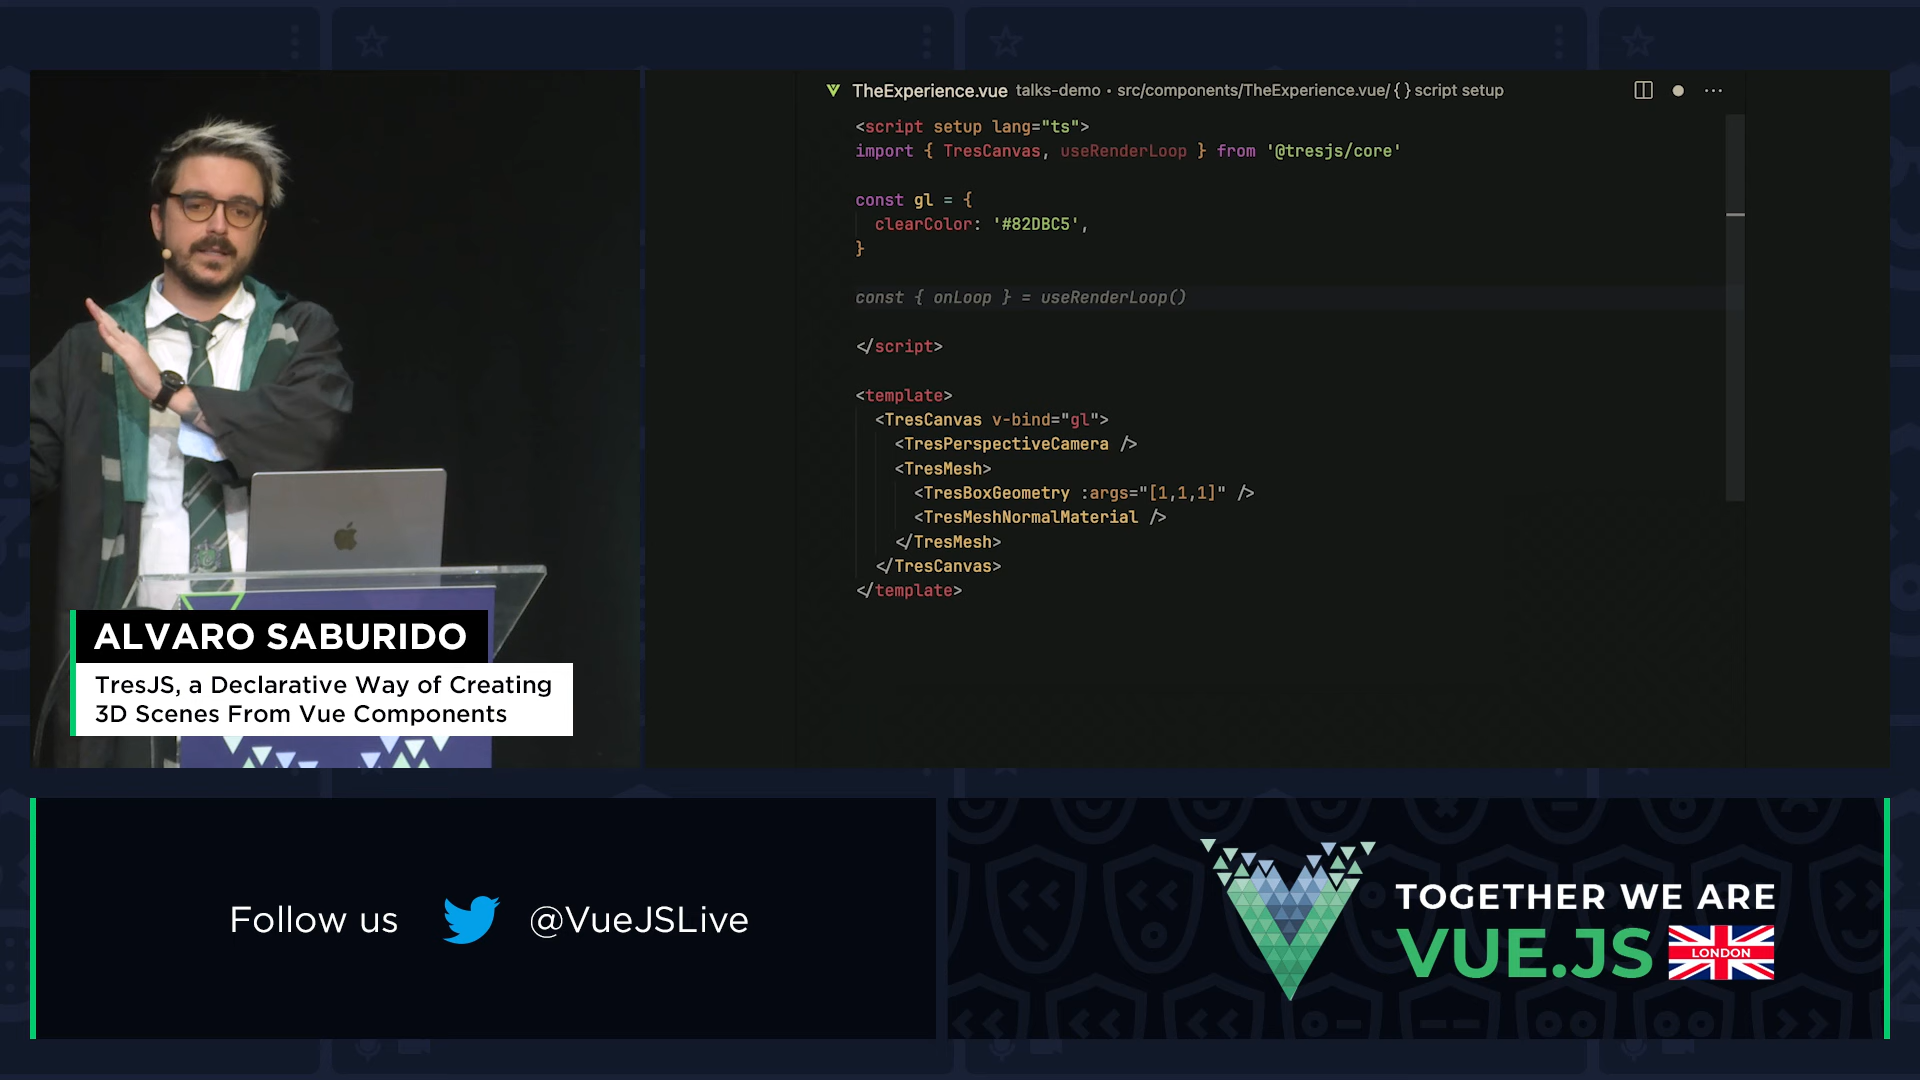 TheExperience.vue talks-demo • src/components/TheExperience.vue/ {} script setup
<script setup lang="ts">
import { TresCanvas, useRenderLoop } from '@tresjs/core'
const gl = {
clearColor: '#82DBC5',
}
const { onLoop } = useRenderLoop()
</script>
<template>
<TresCanvas v-bind="gl">
<TresPerspectiveCamera />
<TresMesh>
<TresBoxGeometry :args="[1,1,1]" />
<TresMeshNormalMaterial />
</TresMesh>
</TresCanvas>
</template>
ALVARO SABURIDO
TresJS, a Declarative Way of Creating
3D Scenes From Vue Components
Follow us @VueJSLive
TOGETHER WE ARE
VUE.JS LONDON